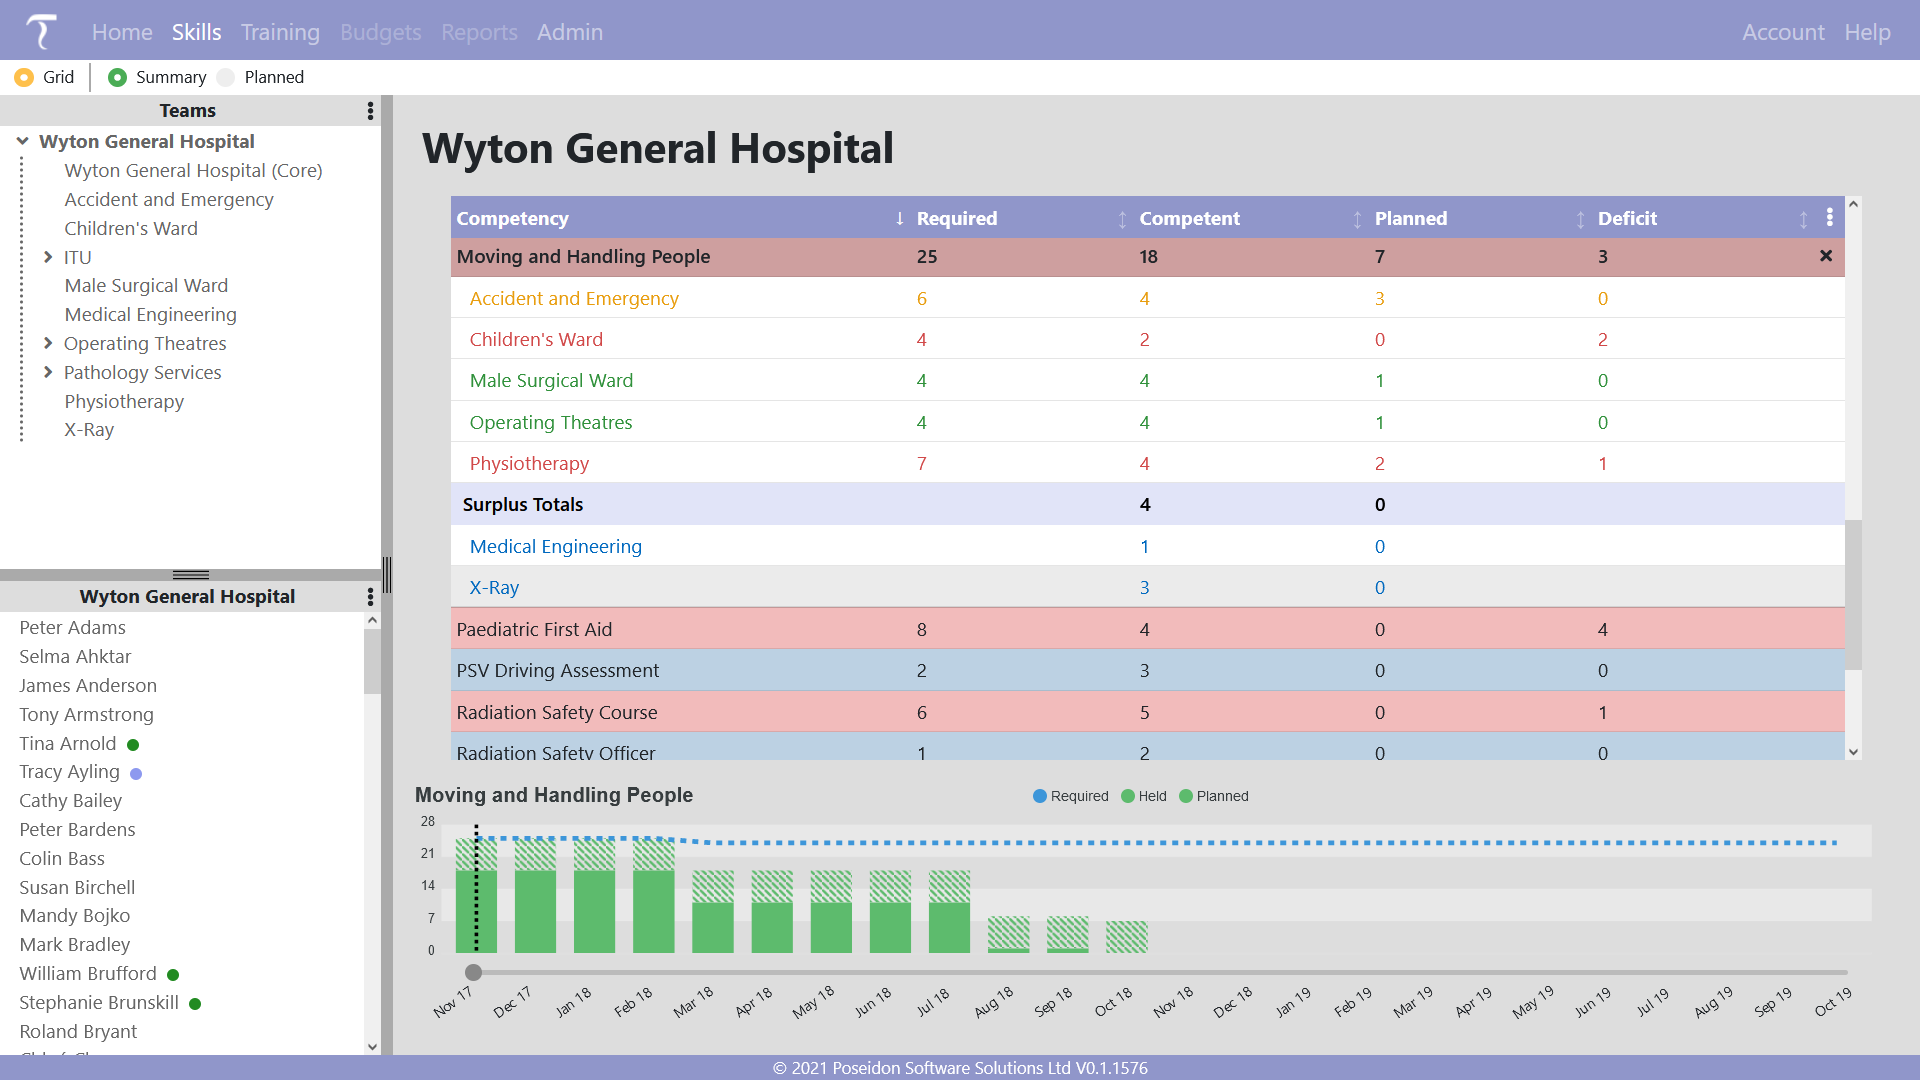 Home Skills Training Budgets Reports Admin Account Help
Grid Summary Planned
Teams
Wyton General Hospital
Wyton General Hospital (Core)
Accident and Emergency
Children's Ward
ITU
Male Surgical Ward
Medical Engineering
Operating Theatres
Pathology Services
Physiotherapy
X-Ray
Wyton General Hospital
Peter Adams
Selma Ahktar
James Anderson
Tony Armstrong
Tina Arnold
Tracy Ayling
Cathy Bailey
Peter Bardens
Colin Bass
Susan Birchell
Mandy Bojko
Mark Bradley
William Brufford
Stephanie Brunskill
Roland Bryant
Wyton General Hospital
Competency Required Competent Planned Deficit
Moving and Handling People 25 18 7 3
Accident and Emergency 6 4 3 0
Children's Ward 4 2 0 2
Male Surgical Ward 4 4 1 0
Operating Theatres 4 4 1 0
Physiotherapy 7 4 2 1
Surplus Totals 4 0
Medical Engineering 1 0
X-Ray 3 0
Paediatric First Aid 8 4 0 4
PSV Driving Assessment 2 3 0 0
Radiation Safety Course 6 5 0 1
Radiation Safety Officer 1 2 0 0
Moving and Handling People
Required Held Planned
28
21
14
7
0
Nov 17 Dec 17 Jan 18 Feb 18 Mar 18 Apr 18 May 18 Jun 18 Jul 18 Aug 18 Sep 18 Oct 18 Nov 18 Dec 18 Jan 19 Feb 19 Mar 19 Apr 19 May 19 Jun 19 Jul 19 Aug 19 Sep 19 Oct 19
© 2021 Poseidon Software Solutions Ltd V0.1.1576